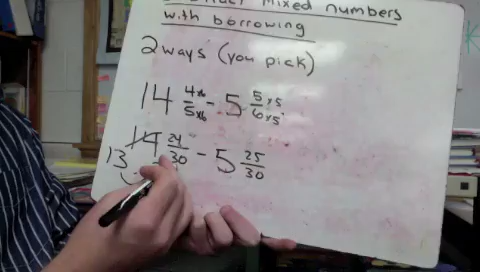 mixed numbers
with borrowing
2 ways (you pick)
14 4x6/5x6 - 5 5x5/6x5
14 24/30 - 5 25/30
13